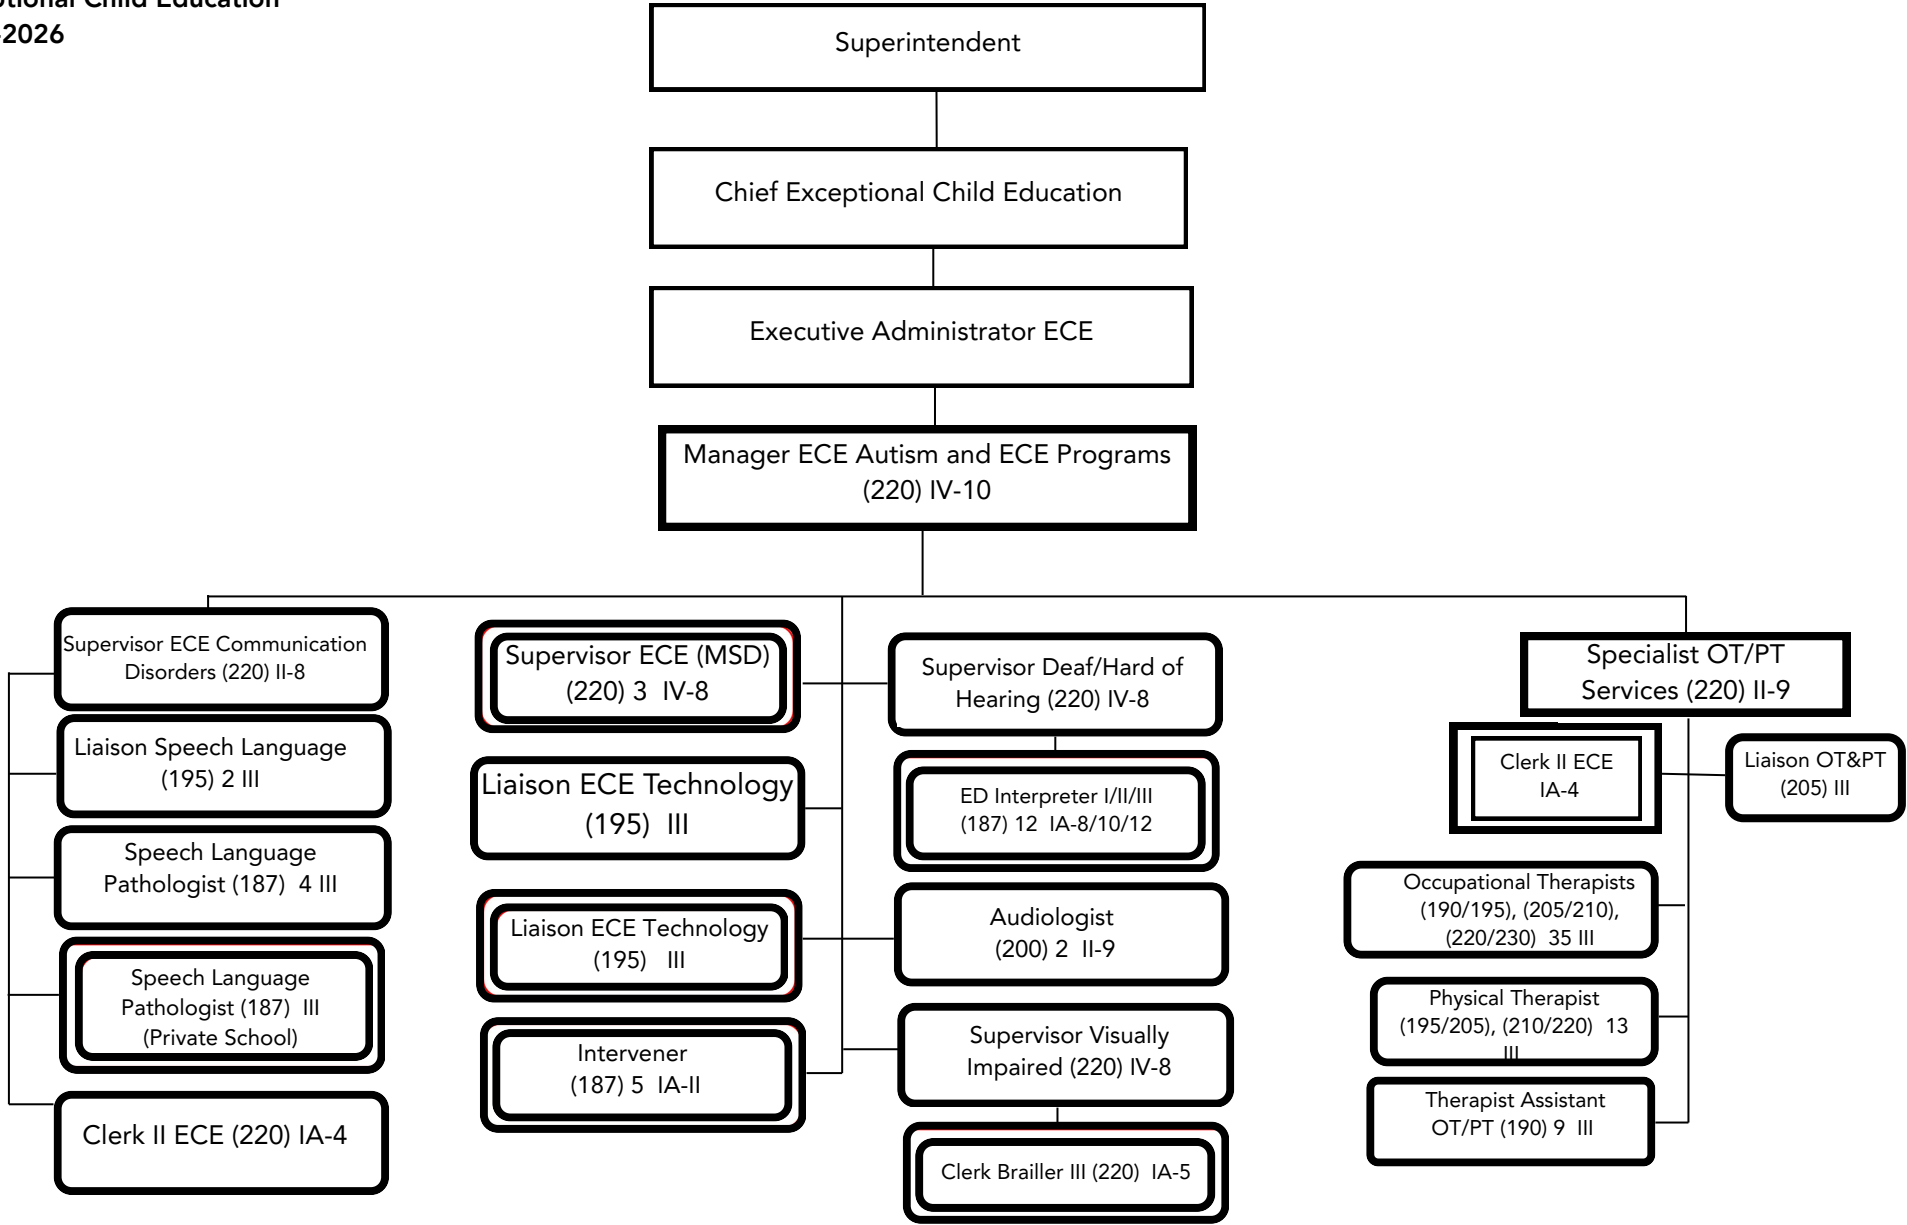 -2026
Superintendent
Chief Exceptional Child Education
Executive Administrator ECE
Manager ECE Autism and ECE Programs
(220) IV-10
Supervisor ECE Communication
Disorders (220) II-8
Liaison Speech Language
(195) 2 III
Speech Language
Pathologist (187)  4 III
Speech Language
Pathologist (187)  III
(Private School)
Clerk II ECE (220) IA-4
Supervisor ECE (MSD)
(220) 3  IV-8
Liaison ECE Technology
(195)  III
Liaison ECE Technology
(195)   III
Intervener
(187) 5  IA-II
Supervisor Deaf/Hard of
Hearing (220) IV-8
ED Interpreter I/II/III
(187) 12  IA-8/10/12
Audiologist
(200) 2  II-9
Supervisor Visually
Impaired (220) IV-8
Clerk Brailler III (220)  IA-5
Specialist OT/PT
Services (220) II-9
Clerk II ECE
IA-4
Liaison OT&PT
(205) III
Occupational Therapists
(190/195), (205/210),
(220/230)  35 III
Physical Therapist
(195/205), (210/220)  13
III
Therapist Assistant
OT/PT (190) 9  III